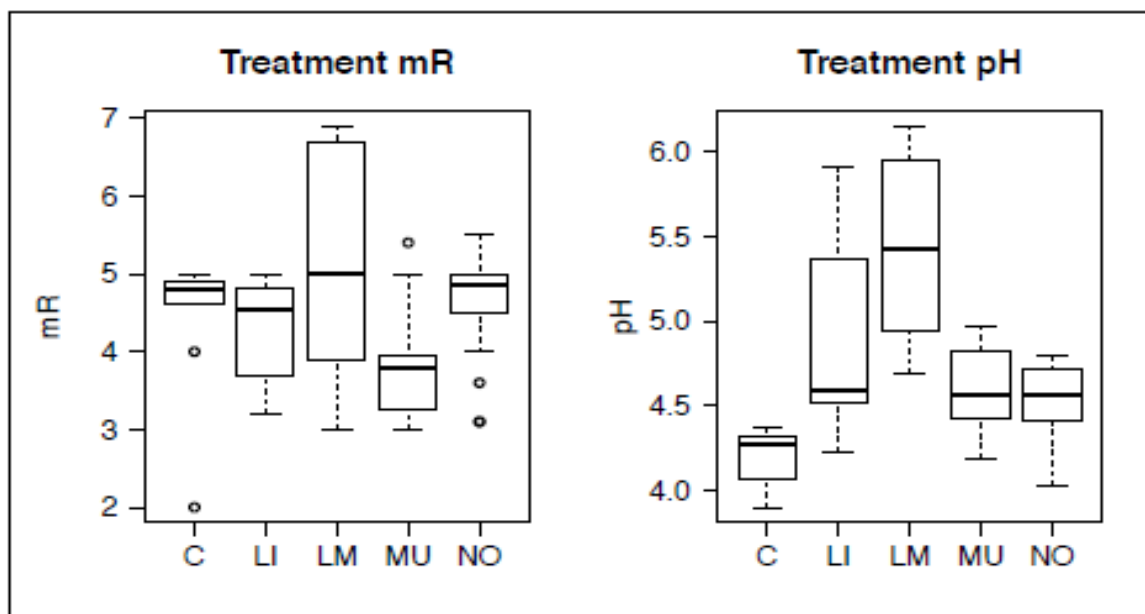 Treatment mR
7
6
5
4
3
2
mR
C LI LM MU NO
Treatment pH
6.0
5.5
5.0
4.5
4.0
pH
C LI LM MU NO